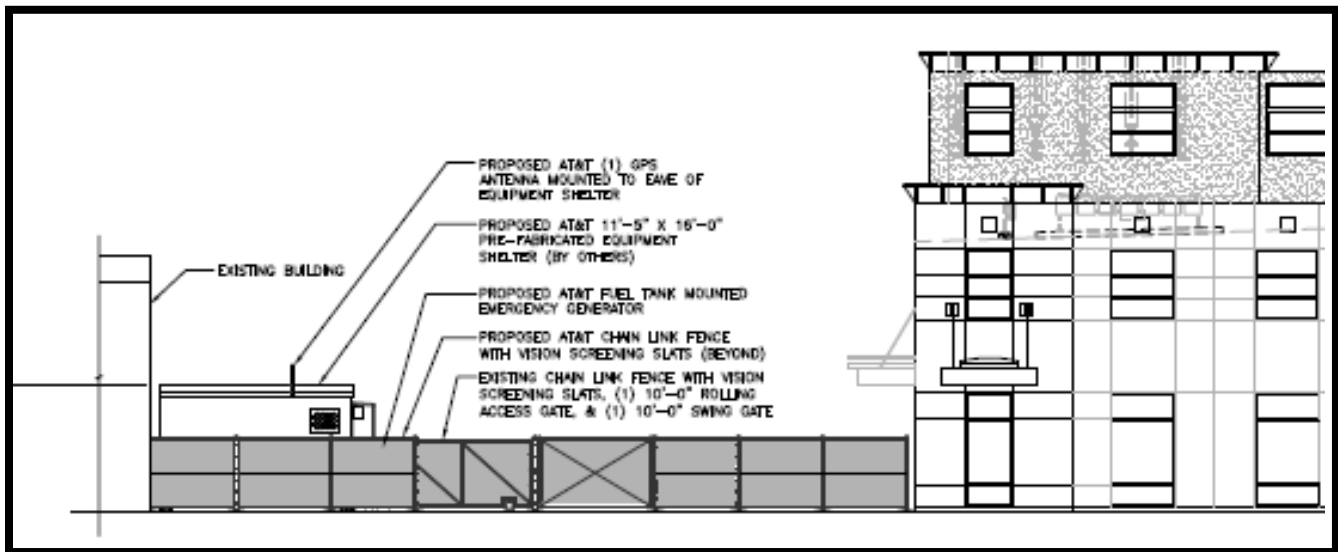 PROPOSED AT&T (1) GPS
ANTENNA MOUNTED TO EAVE OF
EQUIPMENT SHELTER
PROPOSED AT&T 11'-5" X 16'-0"
PRE-FABRICATED EQUIPMENT
SHELTER (BY OTHERS)
EXISTING BUILDING
PROPOSED AT&T FUEL TANK MOUNTED
EMERGENCY GENERATOR
PROPOSED AT&T CHAIN LINK FENCE
WITH VISION SCREENING SLATS (BEYOND)
EXISTING CHAIN LINK FENCE WITH VISION
SCREENING SLATS, (1) 10'-0" ROLLING
ACCESS GATE, & (1) 10'-0" SWING GATE